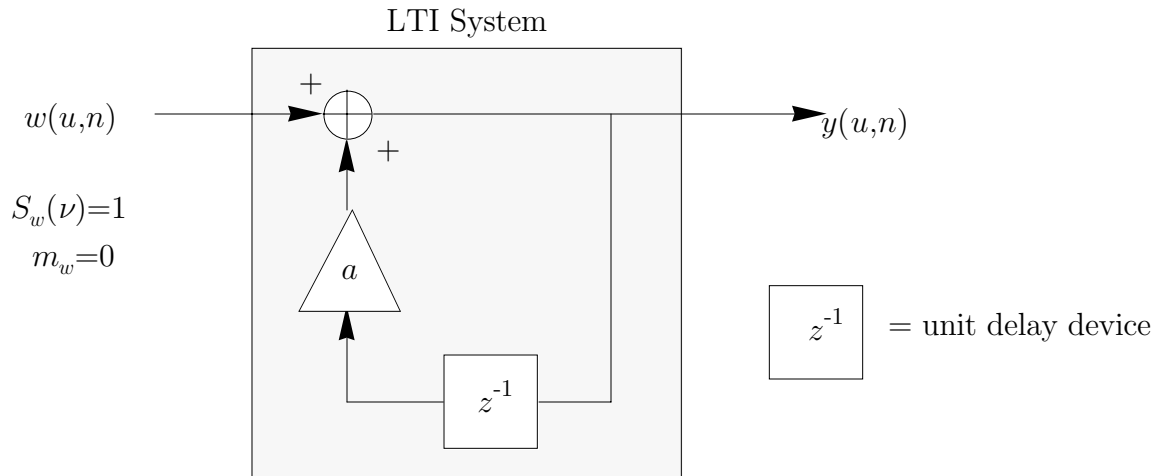 LTI System
+
w(u,n)
y(u,n)
+
S_w(ν)=1
m_w=0
a
z^-1
= unit delay device
z^-1